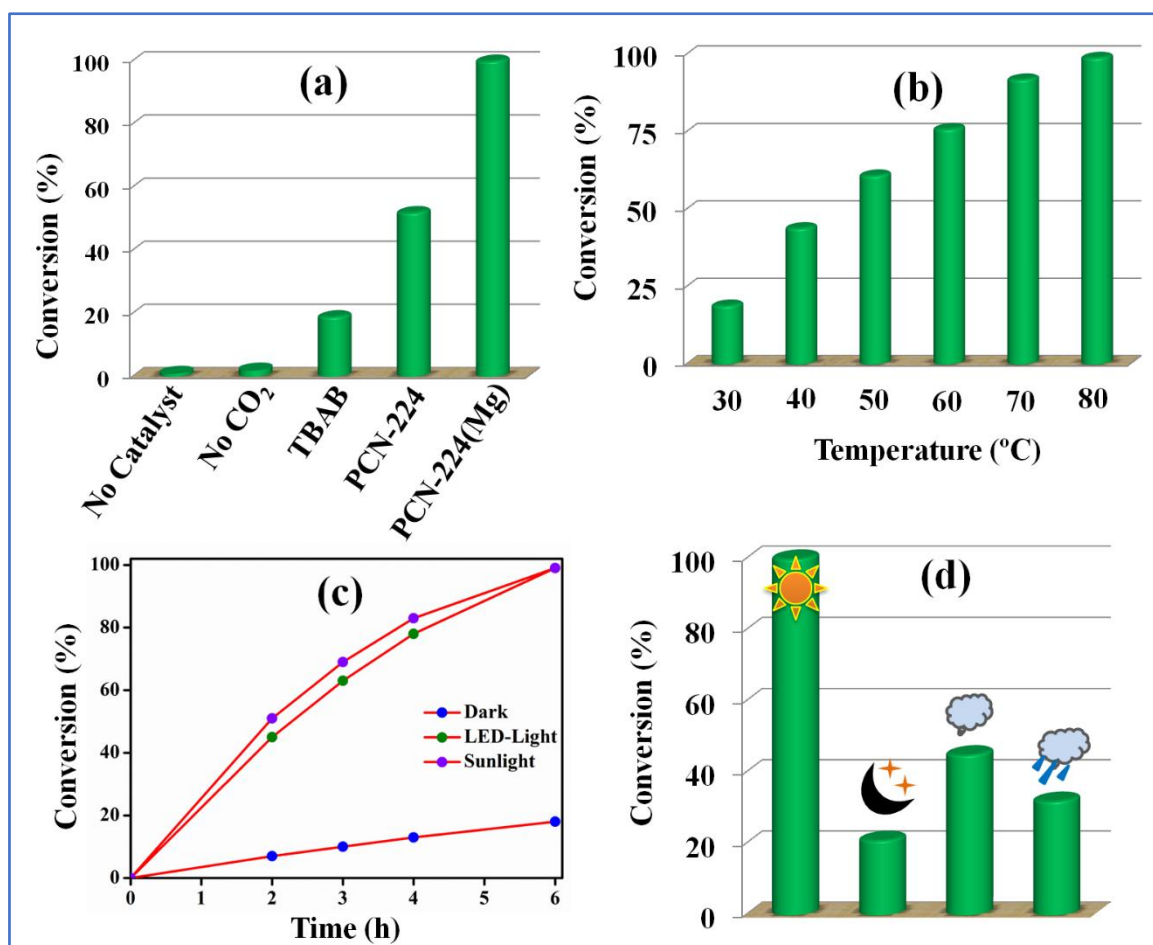 (a)
Conversion (%)
100
80
60
40
20
0
No Catalyst
No CO₂
TBAB
PCN-224
PCN-224(Mg)
(b)
Conversion (%)
100
75
50
25
0
30 40 50 60 70 80
Temperature (ºC)
(c)
Conversion (%)
100
80
60
40
20
0
Dark
LED-Light
Sunlight
0 1 2 3 4 5 6
Time (h)
(d)
Conversion (%)
100
80
60
40
20
0